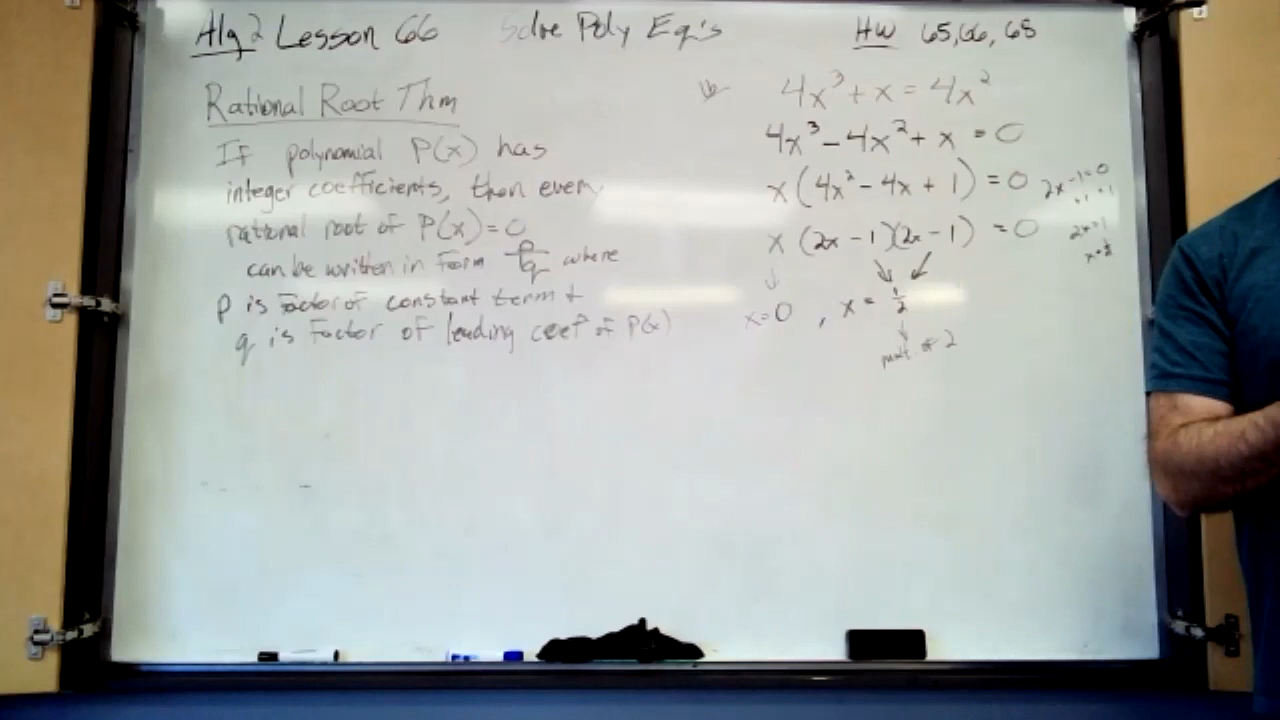 Alg 2 Lesson 66 Solve Poly Eq's HW 65,66, 68
Rational Root Thm
If polynomial P(x) has
integer coefficients, then every
rational root of P(x)=0
can be written in form p/q where
p is factor of constant term +
q is factor of leading coef of P(x)
4x³+x=4x²
4x³-4x²+x=0
x(4x²-4x+1)=0
x(2x-1)(2x-1)=0
x=0, x=1/2
mult. of 2
2x-1=0
+1 +1
2x=1
x=1/2